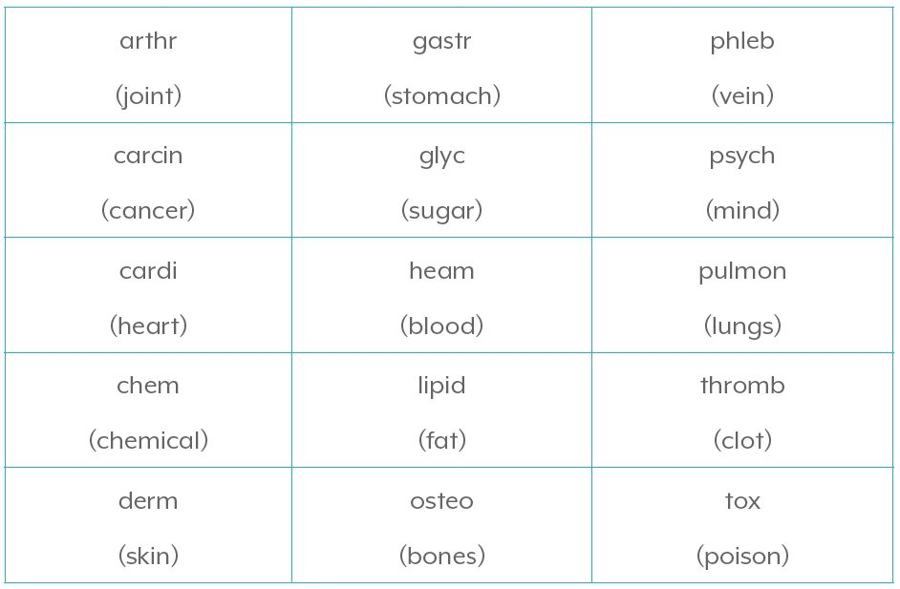 arthr
(joint)
gastr
(stomach)
phleb
(vein)
carcin
(cancer)
glyc
(sugar)
psych
(mind)
cardi
(heart)
heam
(blood)
pulmon
(lungs)
chem
(chemical)
lipid
(fat)
thromb
(clot)
derm
(skin)
osteo
(bones)
tox
(poison)